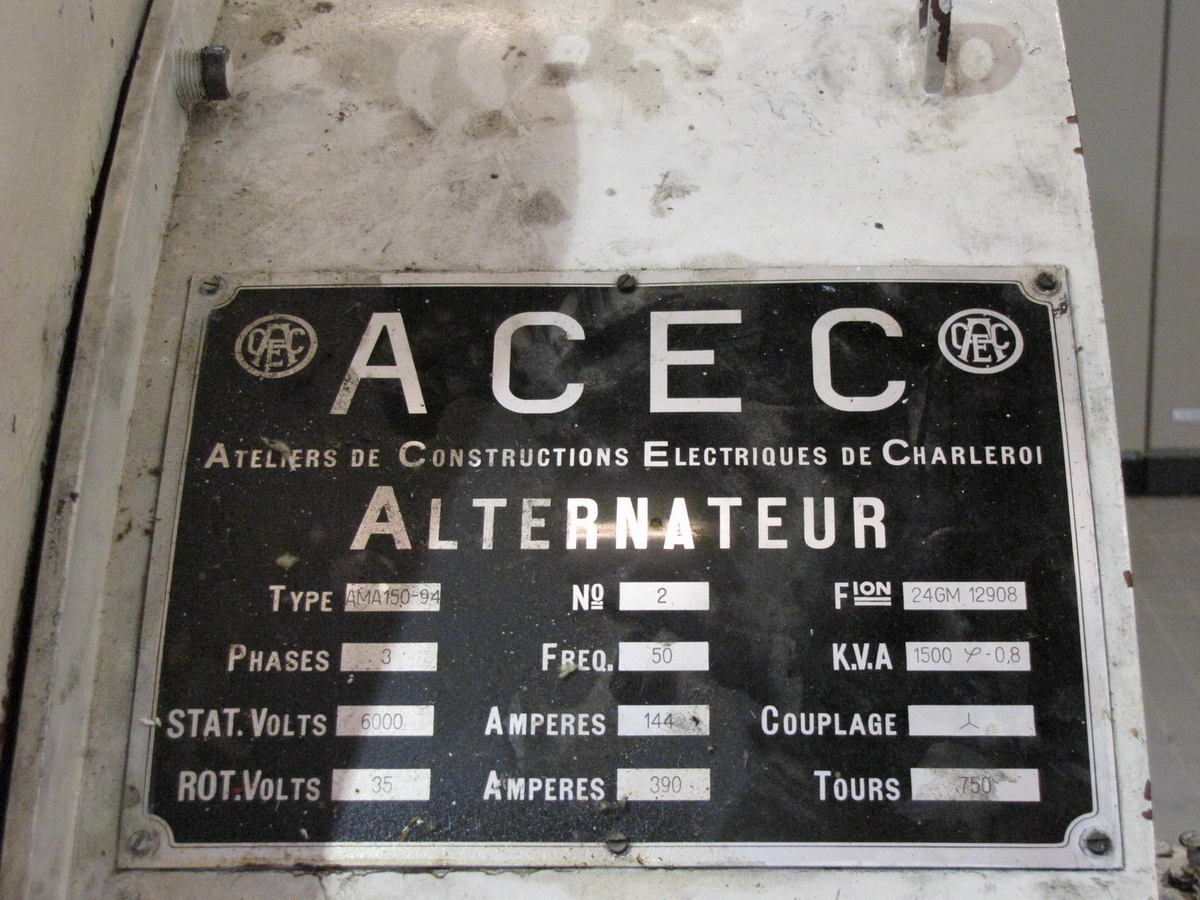 ACEC A C E C ACEC
ATELIERS DE CONSTRUCTIONS ELECTRIQUES DE CHARLEROI
ALTERNATEUR
TYPE AMA150-94 Nº 2 FION 24GM 12908
PHASES 3 FREQ. 50 K.V.A 1500 φ-0,8
STAT. VOLTS 6000 AMPERES 144 COUPLAGE ⅄
ROT. VOLTS 35 AMPERES 390 TOURS 750